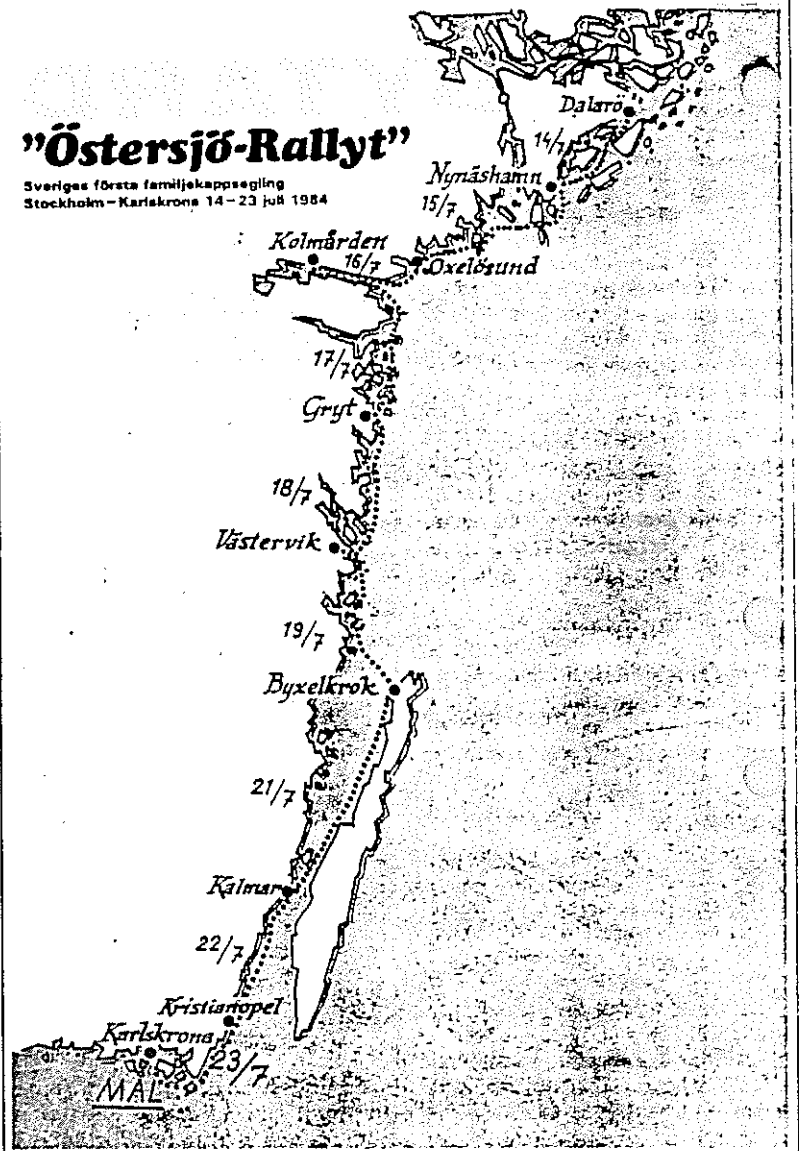 ”Östersjö-Rallyt”
Sveriges första familjekappsegling
Stockholm–Karlskrona 14–23 juli 1984
Dalarö
14/7
Nynäshamn
15/7
Kolmården
16/7
Oxelösund
17/7
Gryt
18/7
Västervik
19/7
Byxelkrok
21/7
Kalmar
22/7
Kristianopel
Karlskrona
23/7
MÅL